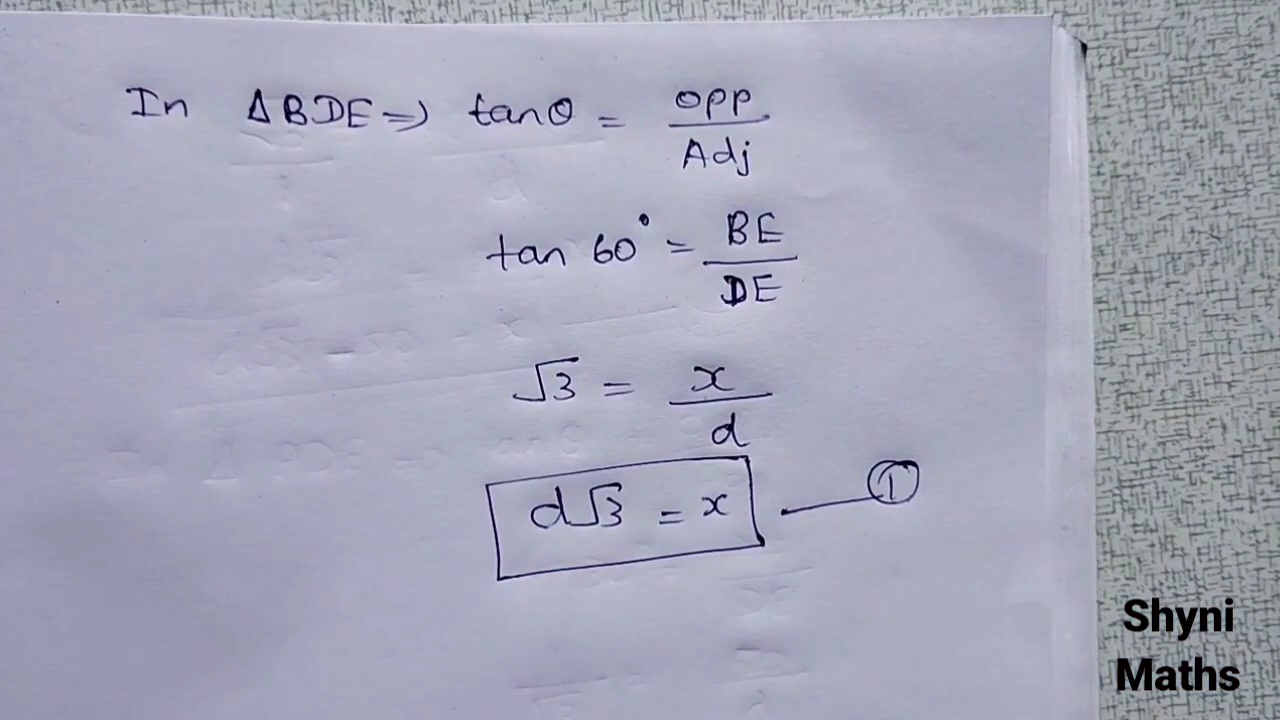 In ΔBDE ⇒ tanθ = opp/Adj
tan 60° = BE/DE
√3 = x/d
d√3 = x — ①
Shyni
Maths